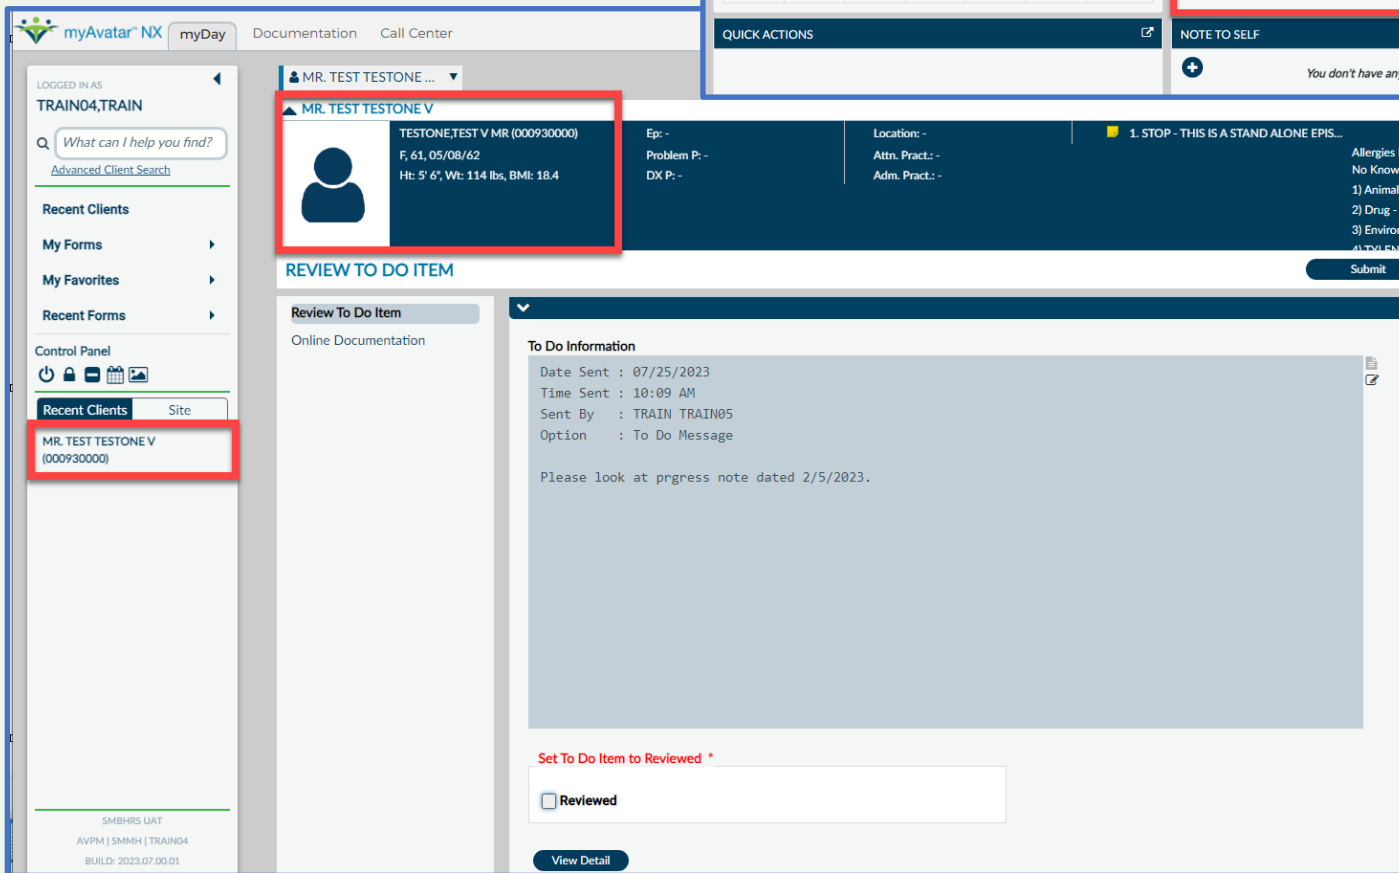 myAvatar™ NX
myDay
Documentation
Call Center
QUICK ACTIONS
NOTE TO SELF
You don't have any
LOGGED IN AS
TRAIN04,TRAIN
What can I help you find?
Advanced Client Search
Recent Clients
My Forms
My Favorites
Recent Forms
Control Panel
Recent Clients
Site
MR. TEST TESTONE V
(000930000)
SMBHRS UAT
AVPM | SMMH | TRAIN04
BUILD: 2023.07.00.01
MR. TEST TESTONE ...
MR. TEST TESTONE V
TESTONE,TEST V MR (000930000)
F, 61, 05/08/62
Ht: 5' 6", Wt: 114 lbs, BMI: 18.4
Ep: -
Problem P: -
DX P: -
Location: -
Attn. Pract.: -
Adm. Pract.: -
1. STOP - THIS IS A STAND ALONE EPIS...
Allergies
No Know
1) Animal
2) Drug -
3) Enviro
4) TYLEN
REVIEW TO DO ITEM
Submit
Review To Do Item
Online Documentation
To Do Information
Date Sent : 07/25/2023
Time Sent : 10:09 AM
Sent By : TRAIN TRAIN05
Option : To Do Message
Please look at prgress note dated 2/5/2023.
Set To Do Item to Reviewed *
Reviewed
View Detail